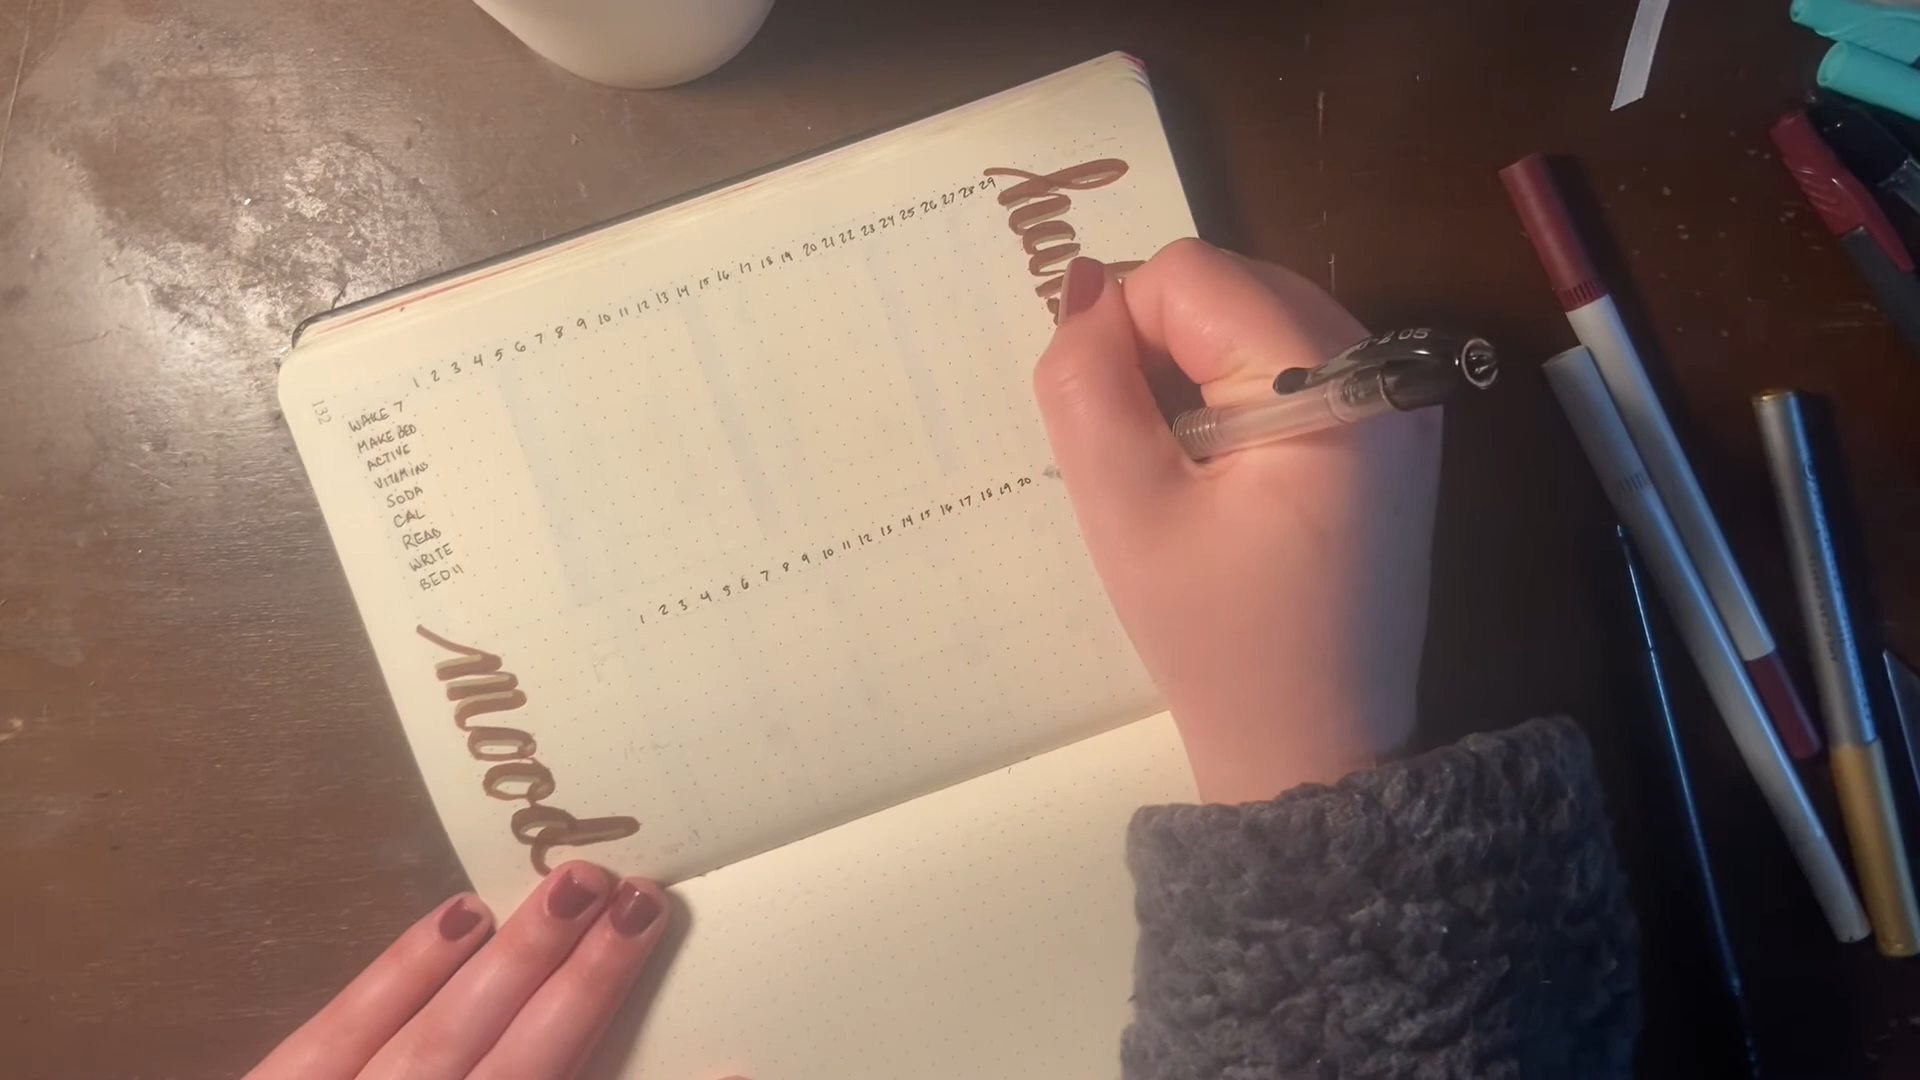 1 2 3 4 5 6 7 8 9 10 11 12 13 14 15 16 17 18 19 20 21 22 23 24 25 26 27 28 29
132
WAKE 7
MAKE BED
ACTIVE
VITAMINS
SODA
CAL
READ
WRITE
BED 11
1 2 3 4 5 6 7 8 9 10 11 12 13 14 15 16 17 18 19 20
mood